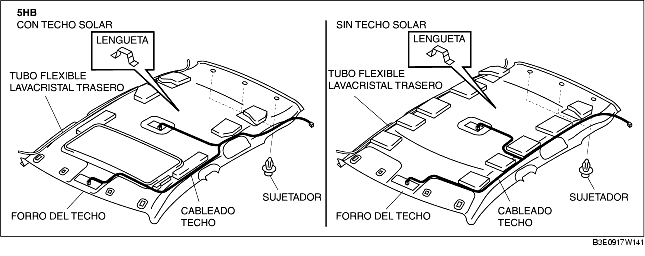 5HB
CON TECHO SOLAR
LENGUETA
TUBO FLEXIBLE
LAVACRISTAL TRASERO
FORRO DEL TECHO
CABLEADO
TECHO
SUJETADOR
SIN TECHO SOLAR
LENGUETA
TUBO FLEXIBLE
LAVACRISTAL TRASERO
FORRO DEL TECHO
CABLEADO
TECHO
SUJETADOR
B3E0917W141